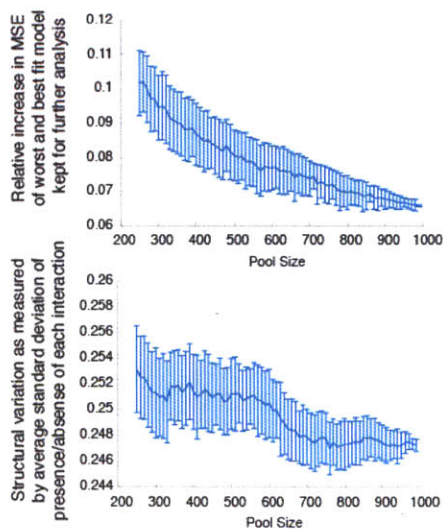 Relative increase in MSE
of worst and best fit model
kept for further analysis
0.12
0.11
0.1
0.09
0.08
0.07
0.06
200 300 400 500 600 700 800 900 1000
Pool Size
Structural variation as measured
by average standard deviation of
presence/absense of each interaction
0.26
0.258
0.256
0.254
0.252
0.25
0.248
0.246
0.244
200 300 400 500 600 700 800 900 1000
Pool Size